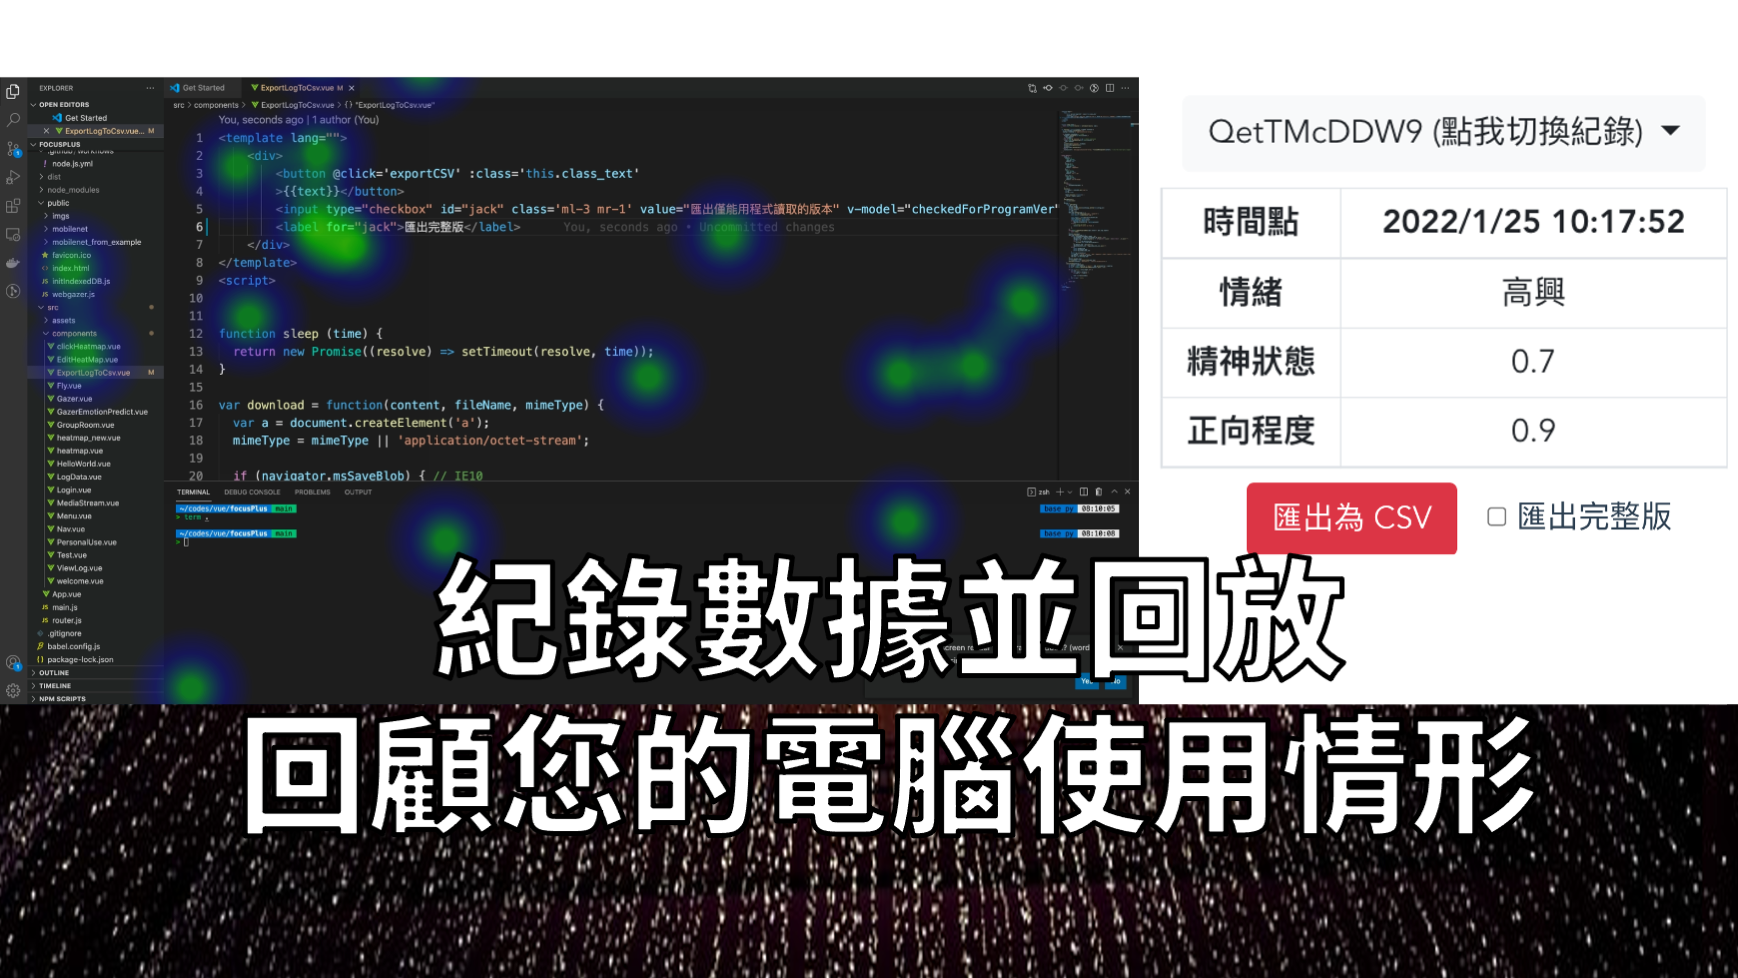 EXPLORER
OPEN EDITORS
Get Started
ExportLogToCsv.vue... M
FOCUSPLUS
.github / workflows
node.js.yml
dist
node_modules
public
imgs
mobilenet
mobilenet_from_example
favicon.ico
index.html
initIndexedDB.js
webgazer.js
src
assets
components
clickHeatmap.vue
EditHeatMap.vue
ExportLogToCsv.vue M
Fly.vue
Gazer.vue
GazerEmotionPredict.vue
GroupRoom.vue
heatmap_new.vue
heatmap.vue
HelloWorld.vue
LogData.vue
Login.vue
MediaStream.vue
Menu.vue
Nav.vue
PersonalUse.vue
Test.vue
ViewLog.vue
welcome.vue
App.vue
main.js
router.js
.gitignore
babel.config.js
package-lock.json
OUTLINE
TIMELINE
NPM SCRIPTS
Get Started
ExportLogToCsv.vue M ×
src > components > ExportLogToCsv.vue > {} "ExportLogToCsv.vue"
You, seconds ago | 1 author (You)
1 <template lang="">
2 <div>
3 <button @click='exportCSV' :class='this.class_text'
4 >{{text}}</button>
5 <input type="checkbox" id="jack" class='ml-3 mr-1' value="匯出僅能用程式讀取的版本" v-model="checkedForProgramVer"
6 <label for="jack">匯出完整版</label> You, seconds ago • Uncommitted changes
7 </div>
8 </template>
9 <script>
10
11
12 function sleep (time) {
13 return new Promise((resolve) => setTimeout(resolve, time));
14 }
15
16 var download = function(content, fileName, mimeType) {
17 var a = document.createElement('a');
18 mimeType = mimeType || 'application/octet-stream';
19
20 if (navigator.msSaveBlob) { // IE10
TERMINAL DEBUG CONSOLE PROBLEMS OUTPUT
zsh
~/codes/vue/focusPlus main
base py 08:10:05
> term
~/codes/vue/focusPlus main
base py 08:10:08
>
QetTMcDDW9 (點我切換紀錄)
時間點 2022/1/25 10:17:52
情緒 高興
精神狀態 0.7
正向程度 0.9
匯出為 CSV 匯出完整版
紀錄數據並回放
回顧您的電腦使用情形